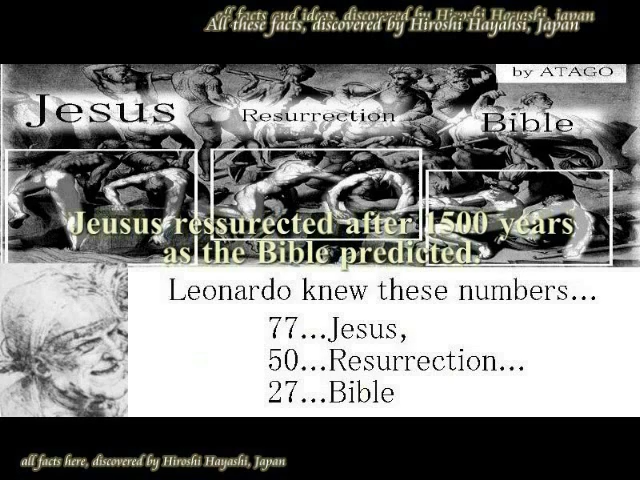 all facts and ideas, discovered by Hiroshi Hayashi, japan
All these facts, discovered by Hiroshi Hayahsi, Japan
by ATAGO
Jesus
Resurrection
Bible
Jeusus ressurected after 1500 years
as the Bible predicted.
Leonardo knew these numbers...
77...Jesus,
50...Resurrection...
27...Bible
all facts here, discovered by Hiroshi Hayashi, Japan